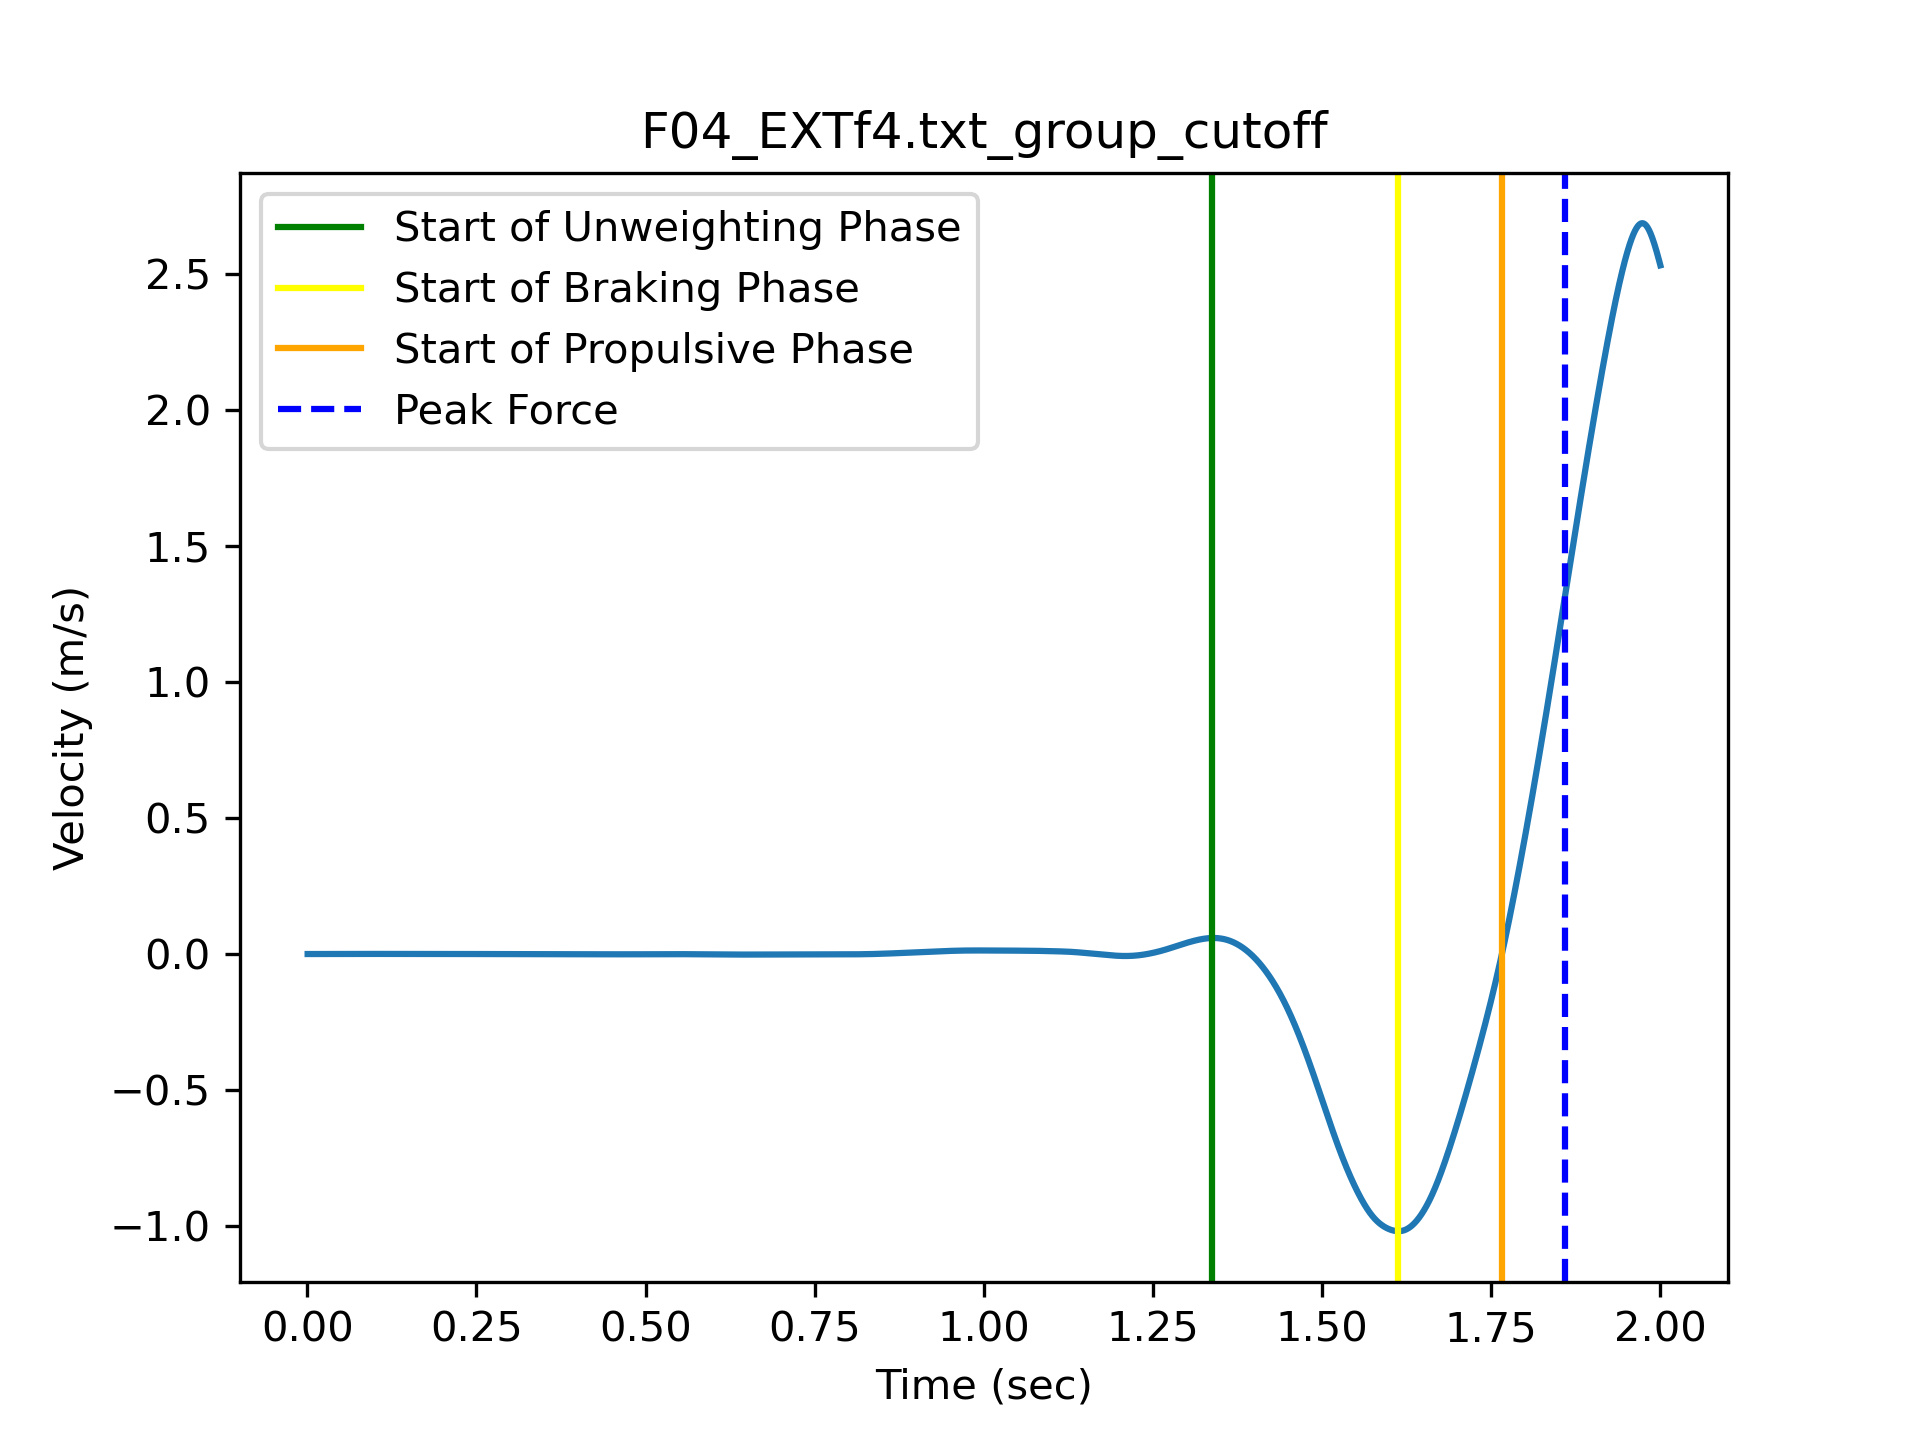 F04_EXTf4.txt_group_cutoff
Start of Unweighting Phase
Start of Braking Phase
Start of Propulsive Phase
Peak Force
2.5
2.0
1.5
1.0
0.5
0.0
−0.5
−1.0
Velocity (m/s)
0.00 0.25 0.50 0.75 1.00 1.25 1.50 1.75 2.00
Time (sec)